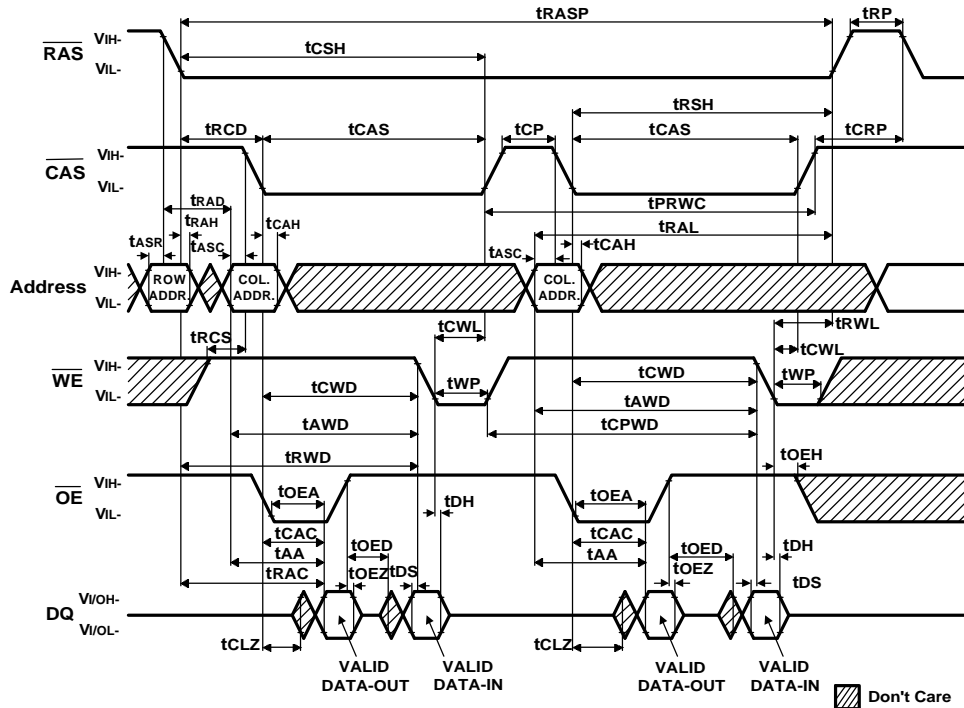 tRASP
tRP
VIH-
RAS
VIL-
tCSH
tRSH
tRCD
tCAS
tCP
tCAS
tCRP
VIH-
CAS
VIL-
tPRWC
tRAD
tRAH
tCAH
tRAL
tASR
tASC
tASC
tCAH
VIH-
Address
VIL-
ROW
ADDR.
COL.
ADDR.
COL.
ADDR.
tRCS
tCWL
tRWL
tCWL
VIH-
WE
VIL-
tCWD
tWP
tCWD
tWP
tAWD
tAWD
tCPWD
tRWD
tOEH
VIH-
OE
VIL-
tOEA
tDH
tOEA
tCAC
tOED
tCAC
tOED
tDH
tAA
tAA
tRAC
tOEZ
tDS
tOEZ
tDS
VI/OH-
DQ
VI/OL-
tCLZ
tCLZ
VALID
DATA-OUT
VALID
DATA-IN
VALID
DATA-OUT
VALID
DATA-IN
Don't Care